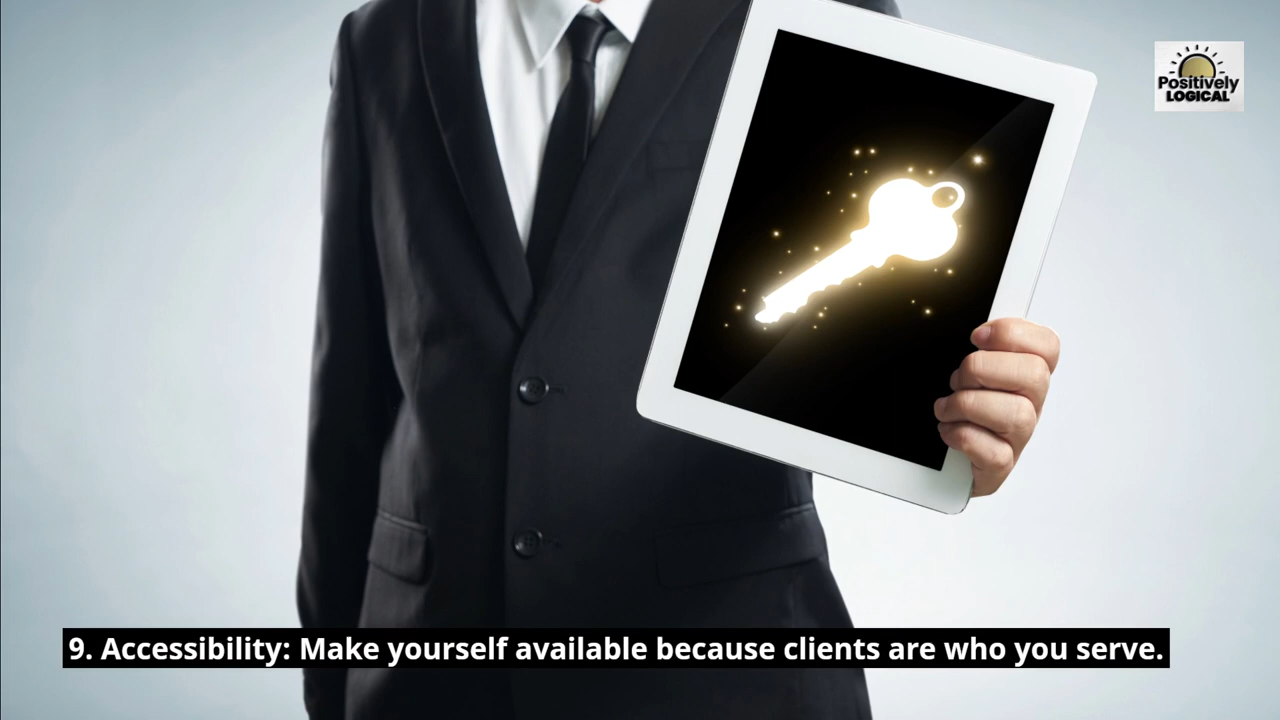 Positively
LOGICAL
9. Accessibility: Make yourself available because clients are who you serve.